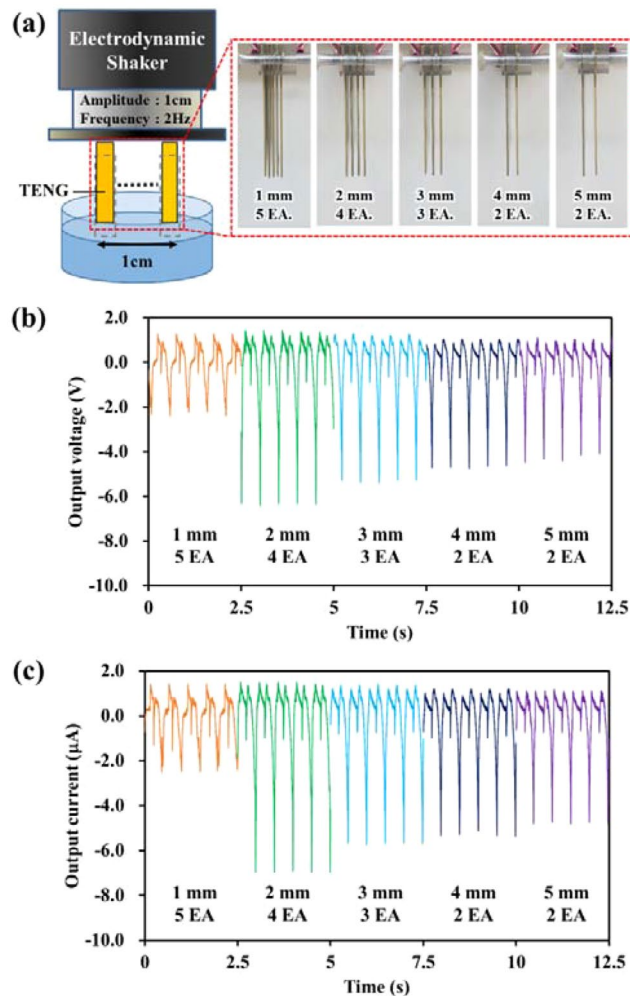 (a)
Electrodynamic
Shaker
Amplitude : 1cm
Frequency : 2Hz
TENG
1cm
1 mm
5 EA.
2 mm
4 EA.
3 mm
3 EA.
4 mm
2 EA.
5 mm
2 EA.
(b)
Output voltage (V)
2.0
0.0
-2.0
-4.0
-6.0
-8.0
-10.0
1 mm
5 EA
2 mm
4 EA
3 mm
3 EA
4 mm
2 EA
5 mm
2 EA
0
2.5
5
7.5
10
12.5
Time (s)
(c)
Output current (μA)
2.0
0.0
-2.0
-4.0
-6.0
-8.0
-10.0
1 mm
5 EA
2 mm
4 EA
3 mm
3 EA
4 mm
2 EA
5 mm
2 EA
0
2.5
5
7.5
10
12.5
Time (s)